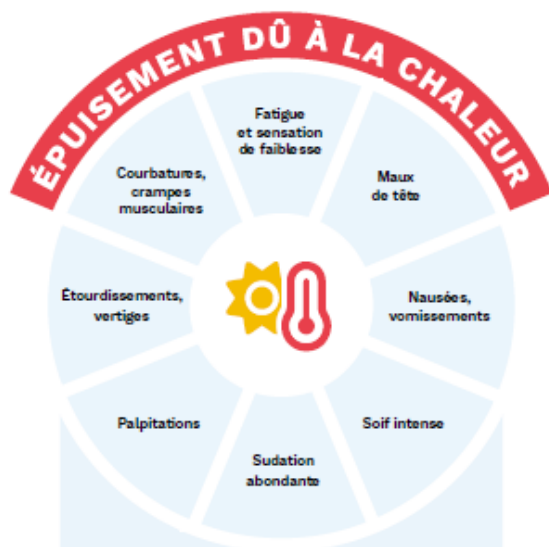 ÉPUISEMENT DÛ À LA CHALEUR
Fatigue
et sensation
de faiblesse
Maux
de tête
Nausées,
vomissements
Soif intense
Sudation
abondante
Palpitations
Étourdissements,
vertiges
Courbatures,
crampes
musculaires